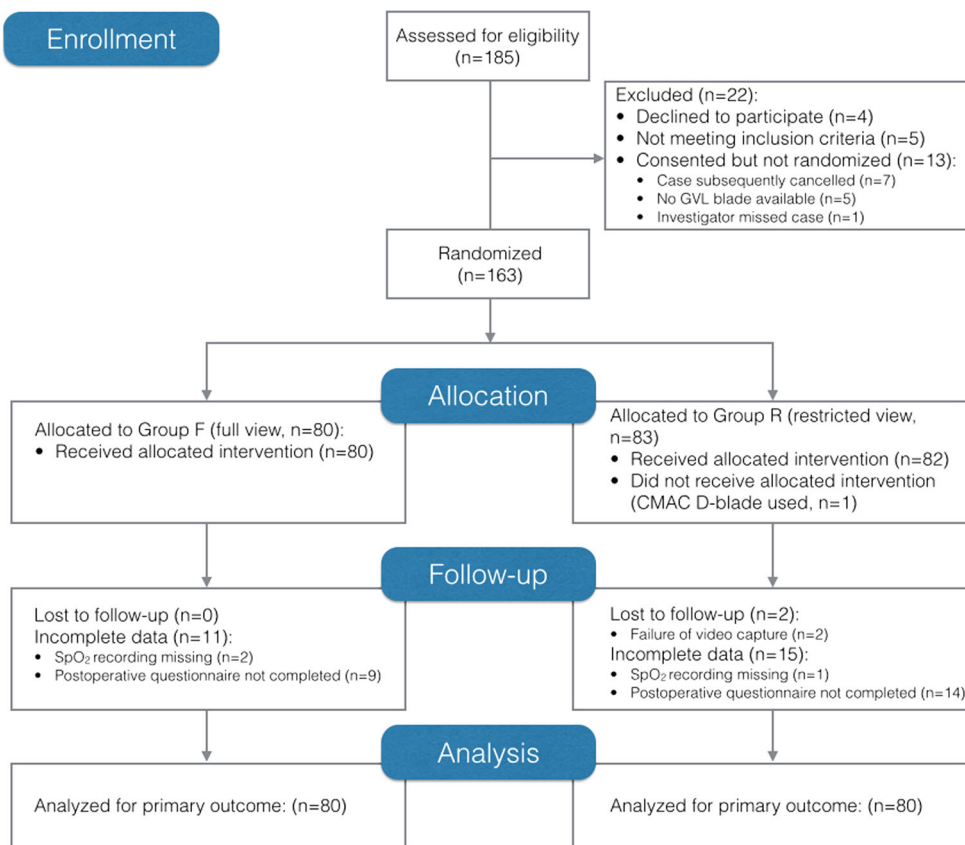 Enrollment
Assessed for eligibility
(n=185)
Excluded (n=22):
• Declined to participate (n=4)
• Not meeting inclusion criteria (n=5)
• Consented but not randomized (n=13):
• Case subsequently cancelled (n=7)
• No GVL blade available (n=5)
• Investigator missed case (n=1)
Randomized
(n=163)
Allocation
Allocated to Group F (full view, n=80):
• Received allocated intervention (n=80)
Allocated to Group R (restricted view,
n=83)
• Received allocated intervention (n=82)
• Did not receive allocated intervention
(CMAC D-blade used, n=1)
Follow-up
Lost to follow-up (n=0)
Incomplete data (n=11):
• SpO₂ recording missing (n=2)
• Postoperative questionnaire not completed (n=9)
Lost to follow-up (n=2):
• Failure of video capture (n=2)
Incomplete data (n=15):
• SpO₂ recording missing (n=1)
• Postoperative questionnaire not completed (n=14)
Analysis
Analyzed for primary outcome: (n=80)
Analyzed for primary outcome: (n=80)